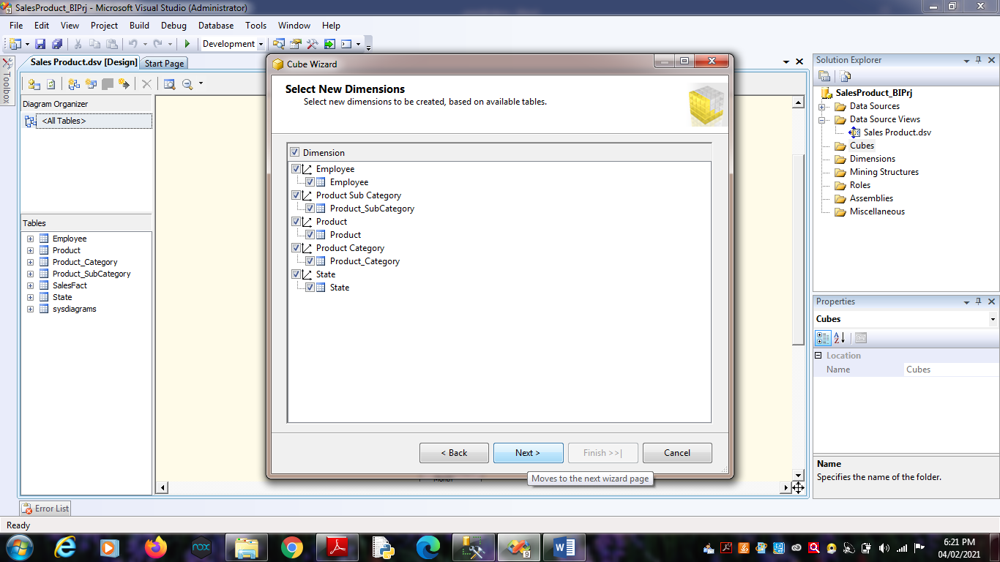 SalesProduct_BIPrj - Microsoft Visual Studio (Administrator)
File Edit View Project Build Debug Database Tools Window Help
Development
Toolbox
Sales Product.dsv [Design] Start Page
Diagram Organizer
<All Tables>
Tables
Employee
Product
Product_Category
Product_SubCategory
SalesFact
State
sysdiagrams
Cube Wizard
Select New Dimensions
Select new dimensions to be created, based on available tables.
Dimension
Employee
Employee
Product Sub Category
Product_SubCategory
Product
Product
Product Category
Product_Category
State
State
< Back Next > Finish >>| Cancel
Moves to the next wizard page
Solution Explorer
SalesProduct_BIPrj
Data Sources
Data Source Views
Sales Product.dsv
Cubes
Dimensions
Mining Structures
Roles
Assemblies
Miscellaneous
Properties
Cubes
Location
Name Cubes
Name
Specifies the name of the folder.
Error List
Ready
nox
6:21 PM
04/02/2021